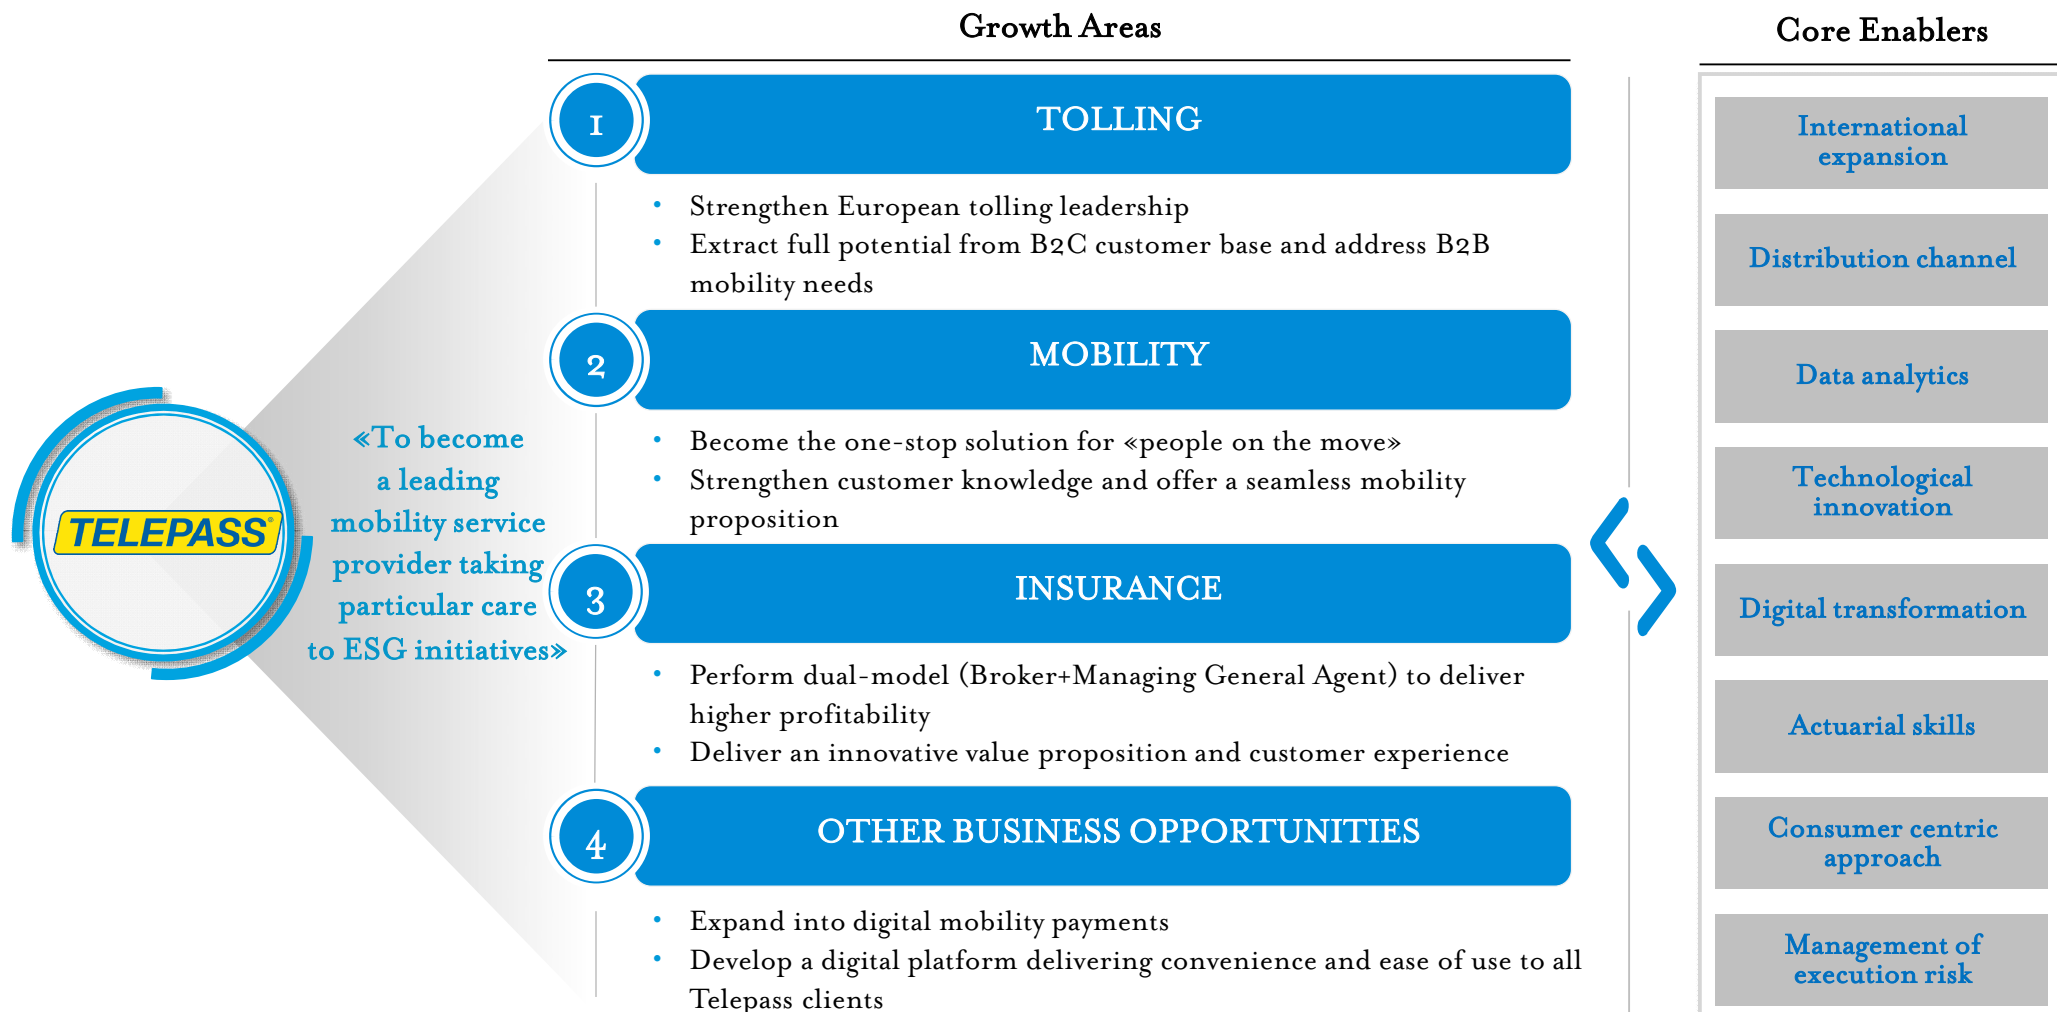 Growth Areas
Core Enablers
TELEPASS®
«To become
a leading
mobility service
provider taking
particular care
to ESG initiatives»
1
TOLLING
• Strengthen European tolling leadership
• Extract full potential from B2C customer base and address B2B
mobility needs
2
MOBILITY
• Become the one-stop solution for «people on the move»
• Strengthen customer knowledge and offer a seamless mobility
proposition
3
INSURANCE
• Perform dual-model (Broker+Managing General Agent) to deliver
higher profitability
• Deliver an innovative value proposition and customer experience
4
OTHER BUSINESS OPPORTUNITIES
• Expand into digital mobility payments
• Develop a digital platform delivering convenience and ease of use to all
Telepass clients
International
expansion
Distribution channel
Data analytics
Technological
innovation
Digital transformation
Actuarial skills
Consumer centric
approach
Management of
execution risk